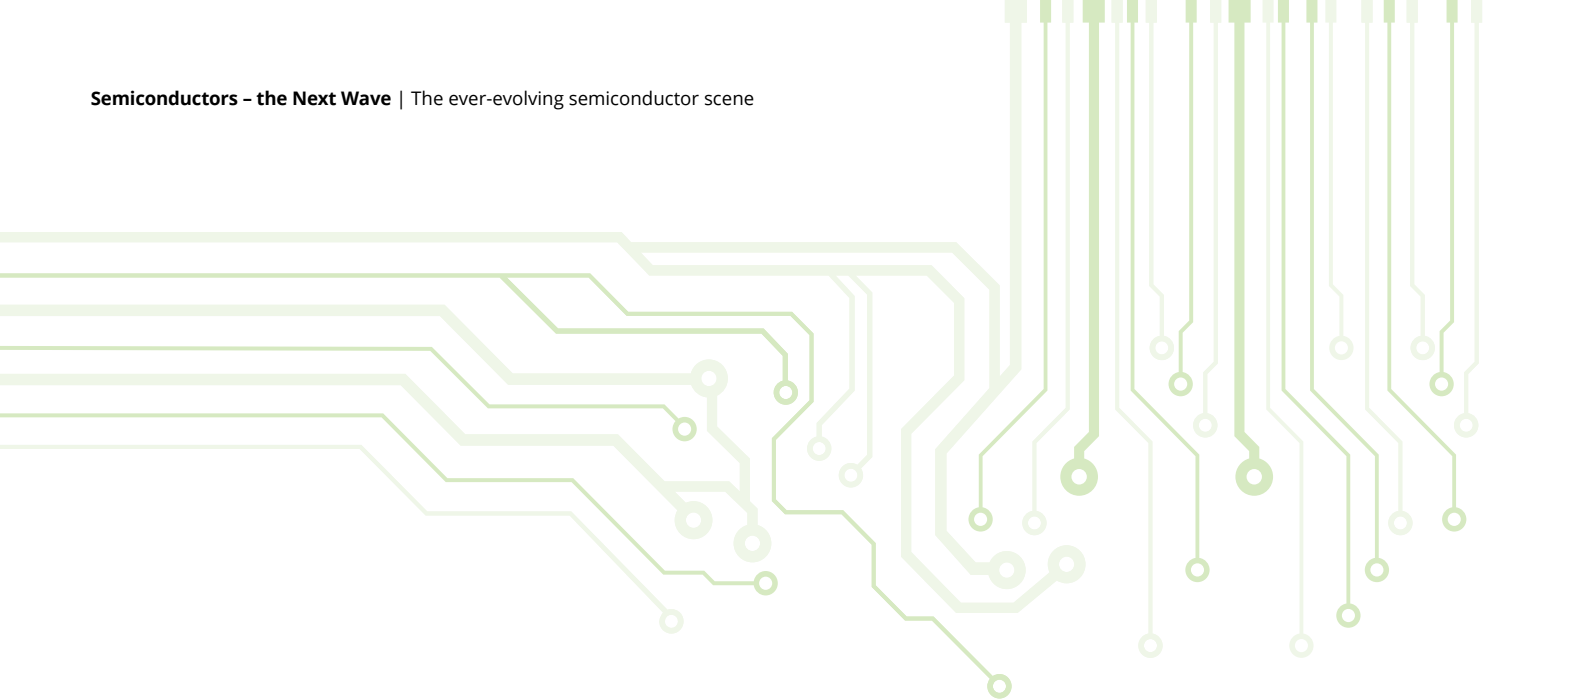 Semiconductors – the Next Wave | The ever-evolving semiconductor scene